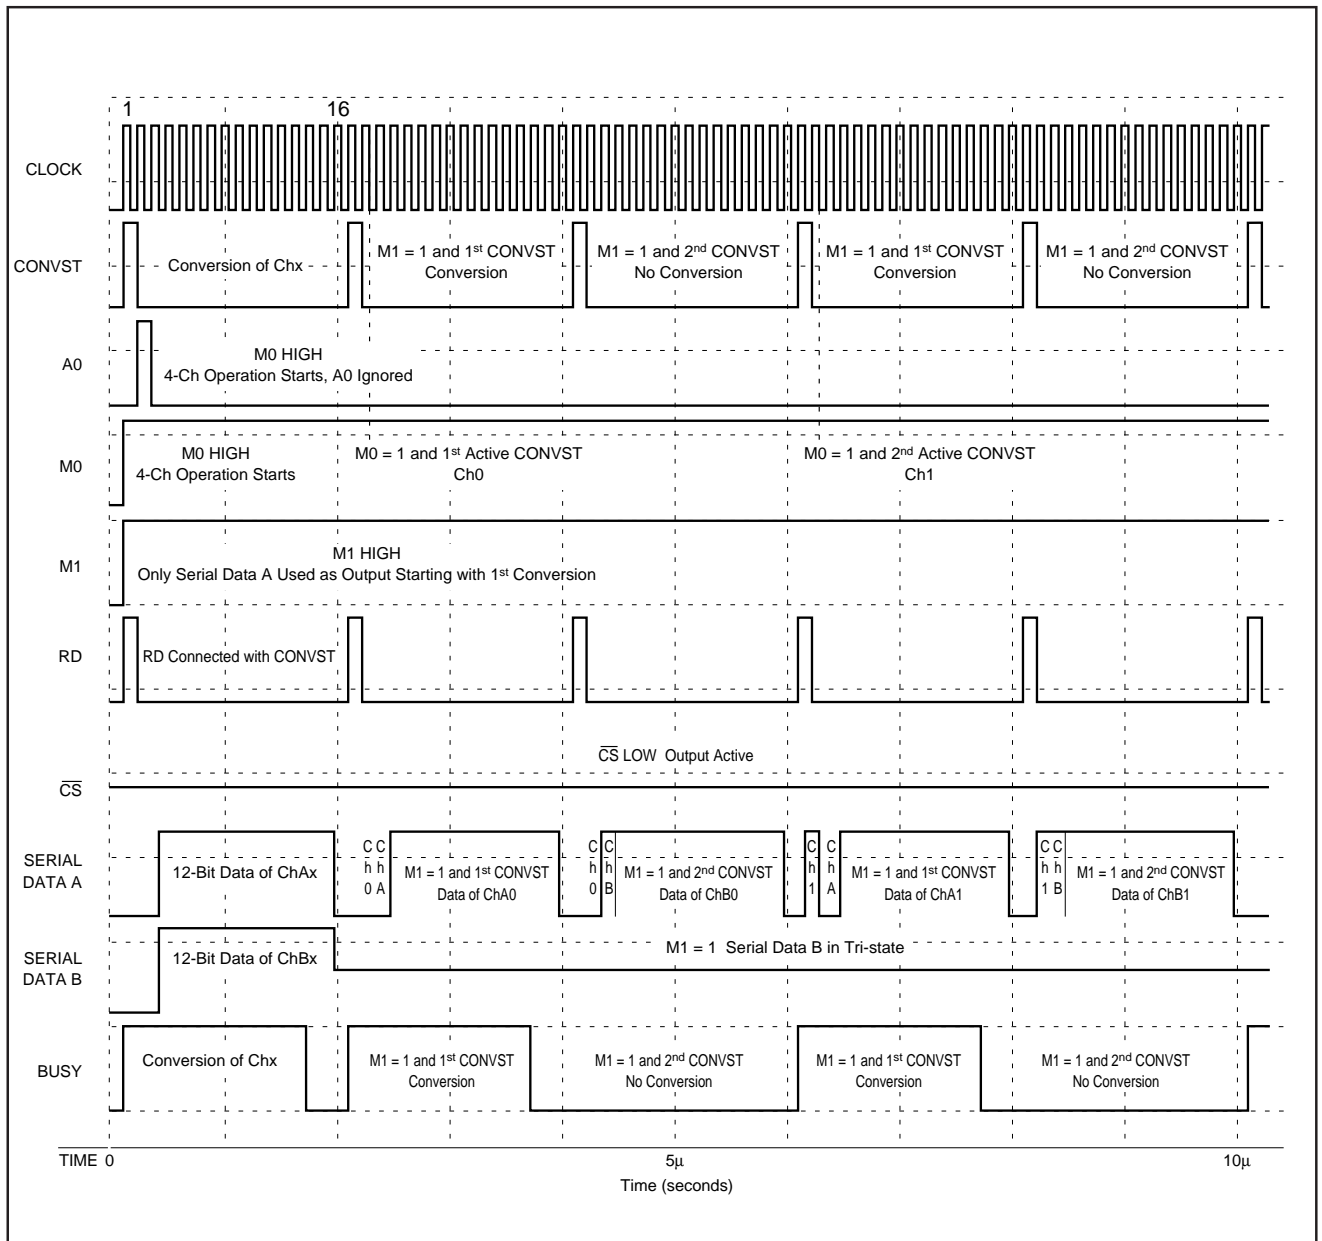 1 16
CLOCK
CONVST
Conversion of Chx
M1 = 1 and 1st CONVST
Conversion
M1 = 1 and 2nd CONVST
No Conversion
M1 = 1 and 1st CONVST
Conversion
M1 = 1 and 2nd CONVST
No Conversion
A0
M0 HIGH
4-Ch Operation Starts, A0 Ignored
M0
M0 HIGH
4-Ch Operation Starts
M0 = 1 and 1st Active CONVST
Ch0
M0 = 1 and 2nd Active CONVST
Ch1
M1
M1 HIGH
Only Serial Data A Used as Output Starting with 1st Conversion
RD
RD Connected with CONVST
CS
CS LOW Output Active
SERIAL
DATA A
12-Bit Data of ChAx
Ch0
ChA
M1 = 1 and 1st CONVST
Data of ChA0
Ch0
ChB
M1 = 1 and 2nd CONVST
Data of ChB0
Ch1
ChA
M1 = 1 and 1st CONVST
Data of ChA1
Ch1
ChB
M1 = 1 and 2nd CONVST
Data of ChB1
SERIAL
DATA B
12-Bit Data of ChBx
M1 = 1 Serial Data B in Tri-state
BUSY
Conversion of Chx
M1 = 1 and 1st CONVST
Conversion
M1 = 1 and 2nd CONVST
No Conversion
M1 = 1 and 1st CONVST
Conversion
M1 = 1 and 2nd CONVST
No Conversion
TIME 0 5μ 10μ
Time (seconds)